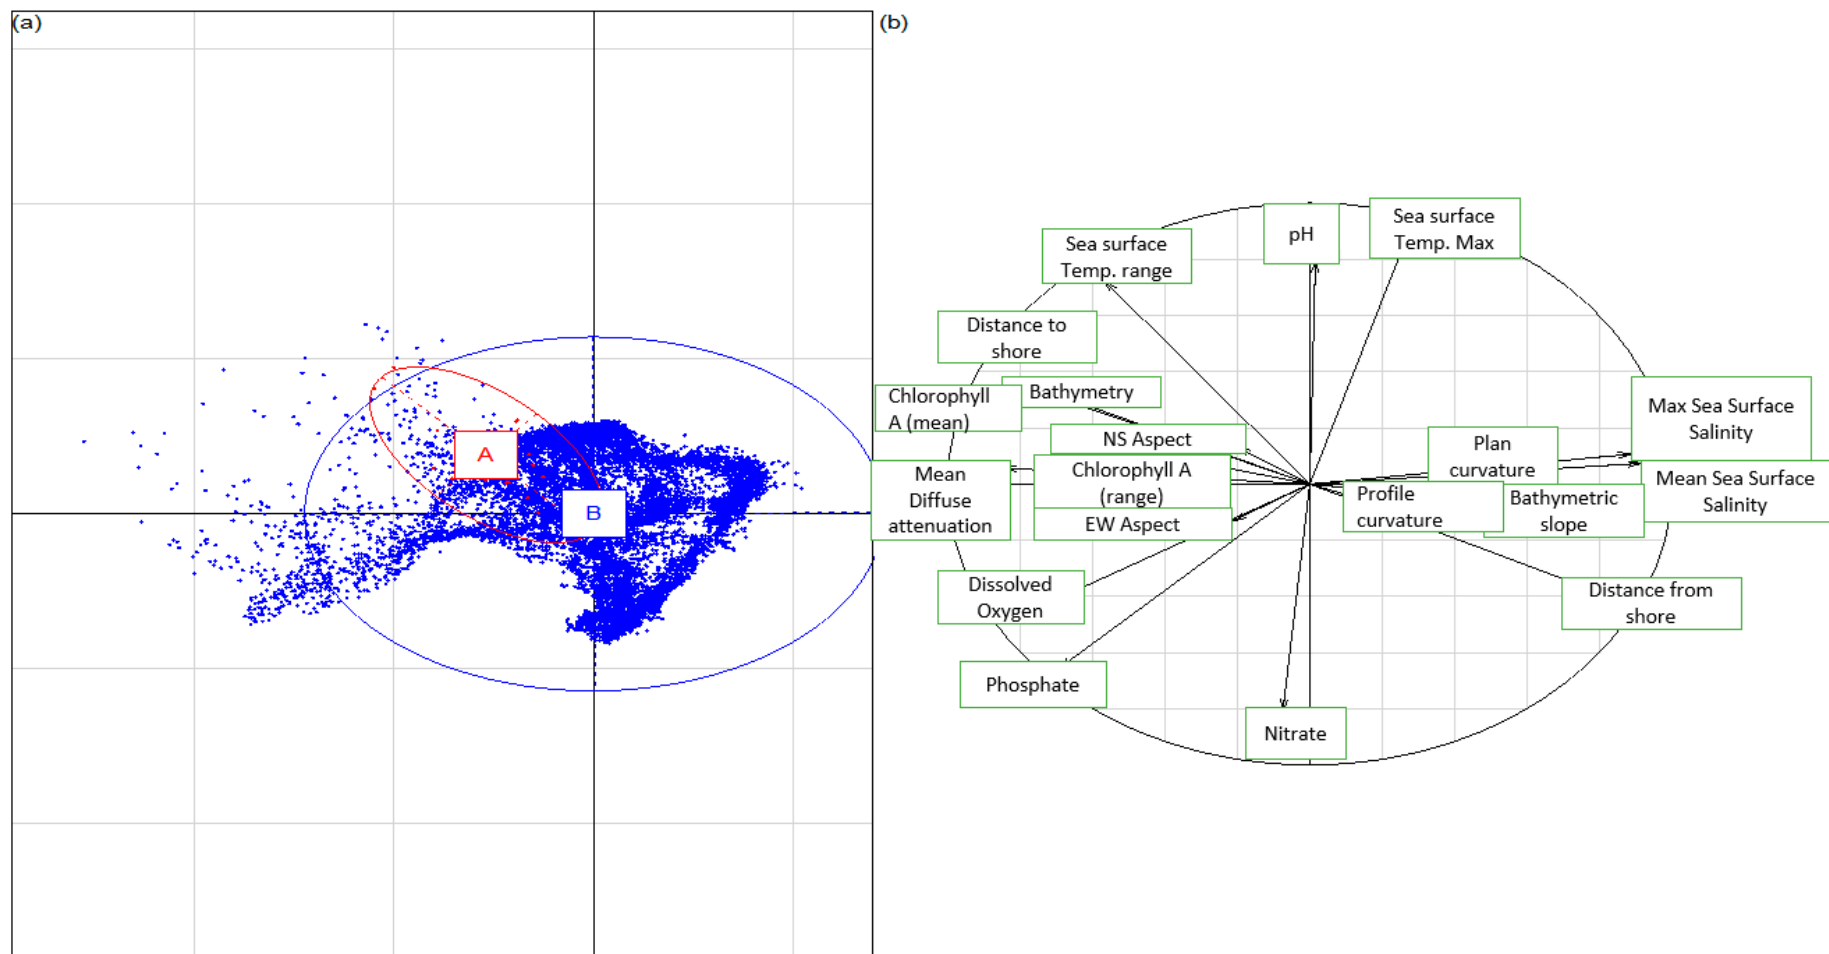 (a)
A
B
(b)
Sea surface
Temp. range
pH
Sea surface
Temp. Max
Distance to
shore
Chlorophyll
A (mean)
Bathymetry
NS Aspect
Mean
Diffuse
attenuation
Chlorophyll A
(range)
EW Aspect
Dissolved
Oxygen
Phosphate
Nitrate
Plan
curvature
Profile
curvature
Bathymetric
slope
Max Sea Surface
Salinity
Mean Sea Surface
Salinity
Distance from
shore